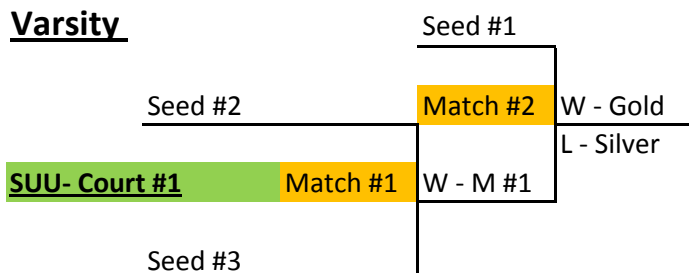 Varsity
Seed #1
Seed #2
Match #2
W - Gold
L - Silver
SUU- Court #1
Match #1
W - M #1
Seed #3